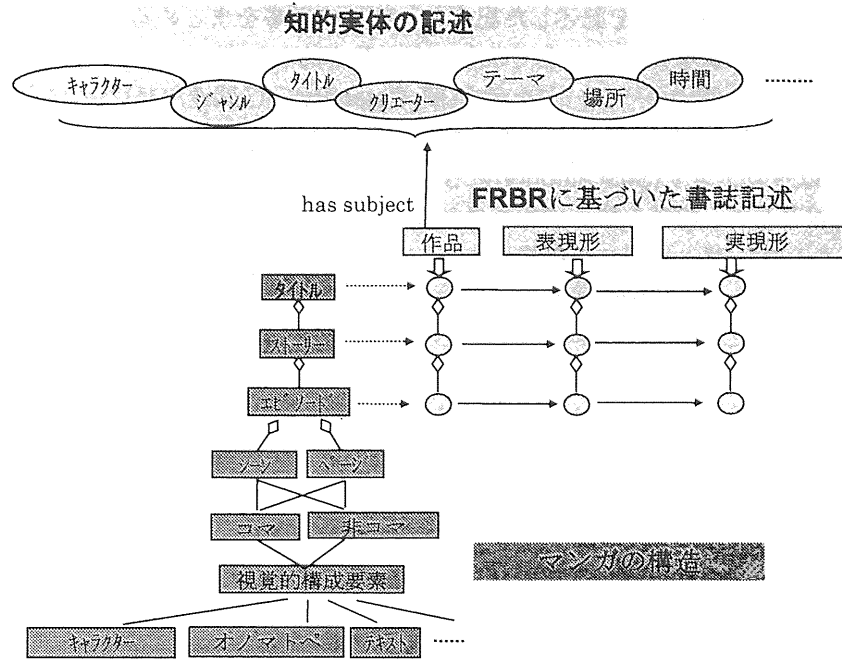 知的実体の記述
キャラクター ジャンル タイトル クリエーター テーマ 場所 時間 ........
has subject
FRBRに基づいた書誌記述
作品 表現形 実現形
タイトル
ストーリー
エピソード
シーン ページ
コマ 非コマ
マンガの構造
視覚的構成要素
キャラクター オノマトペ テキスト .....